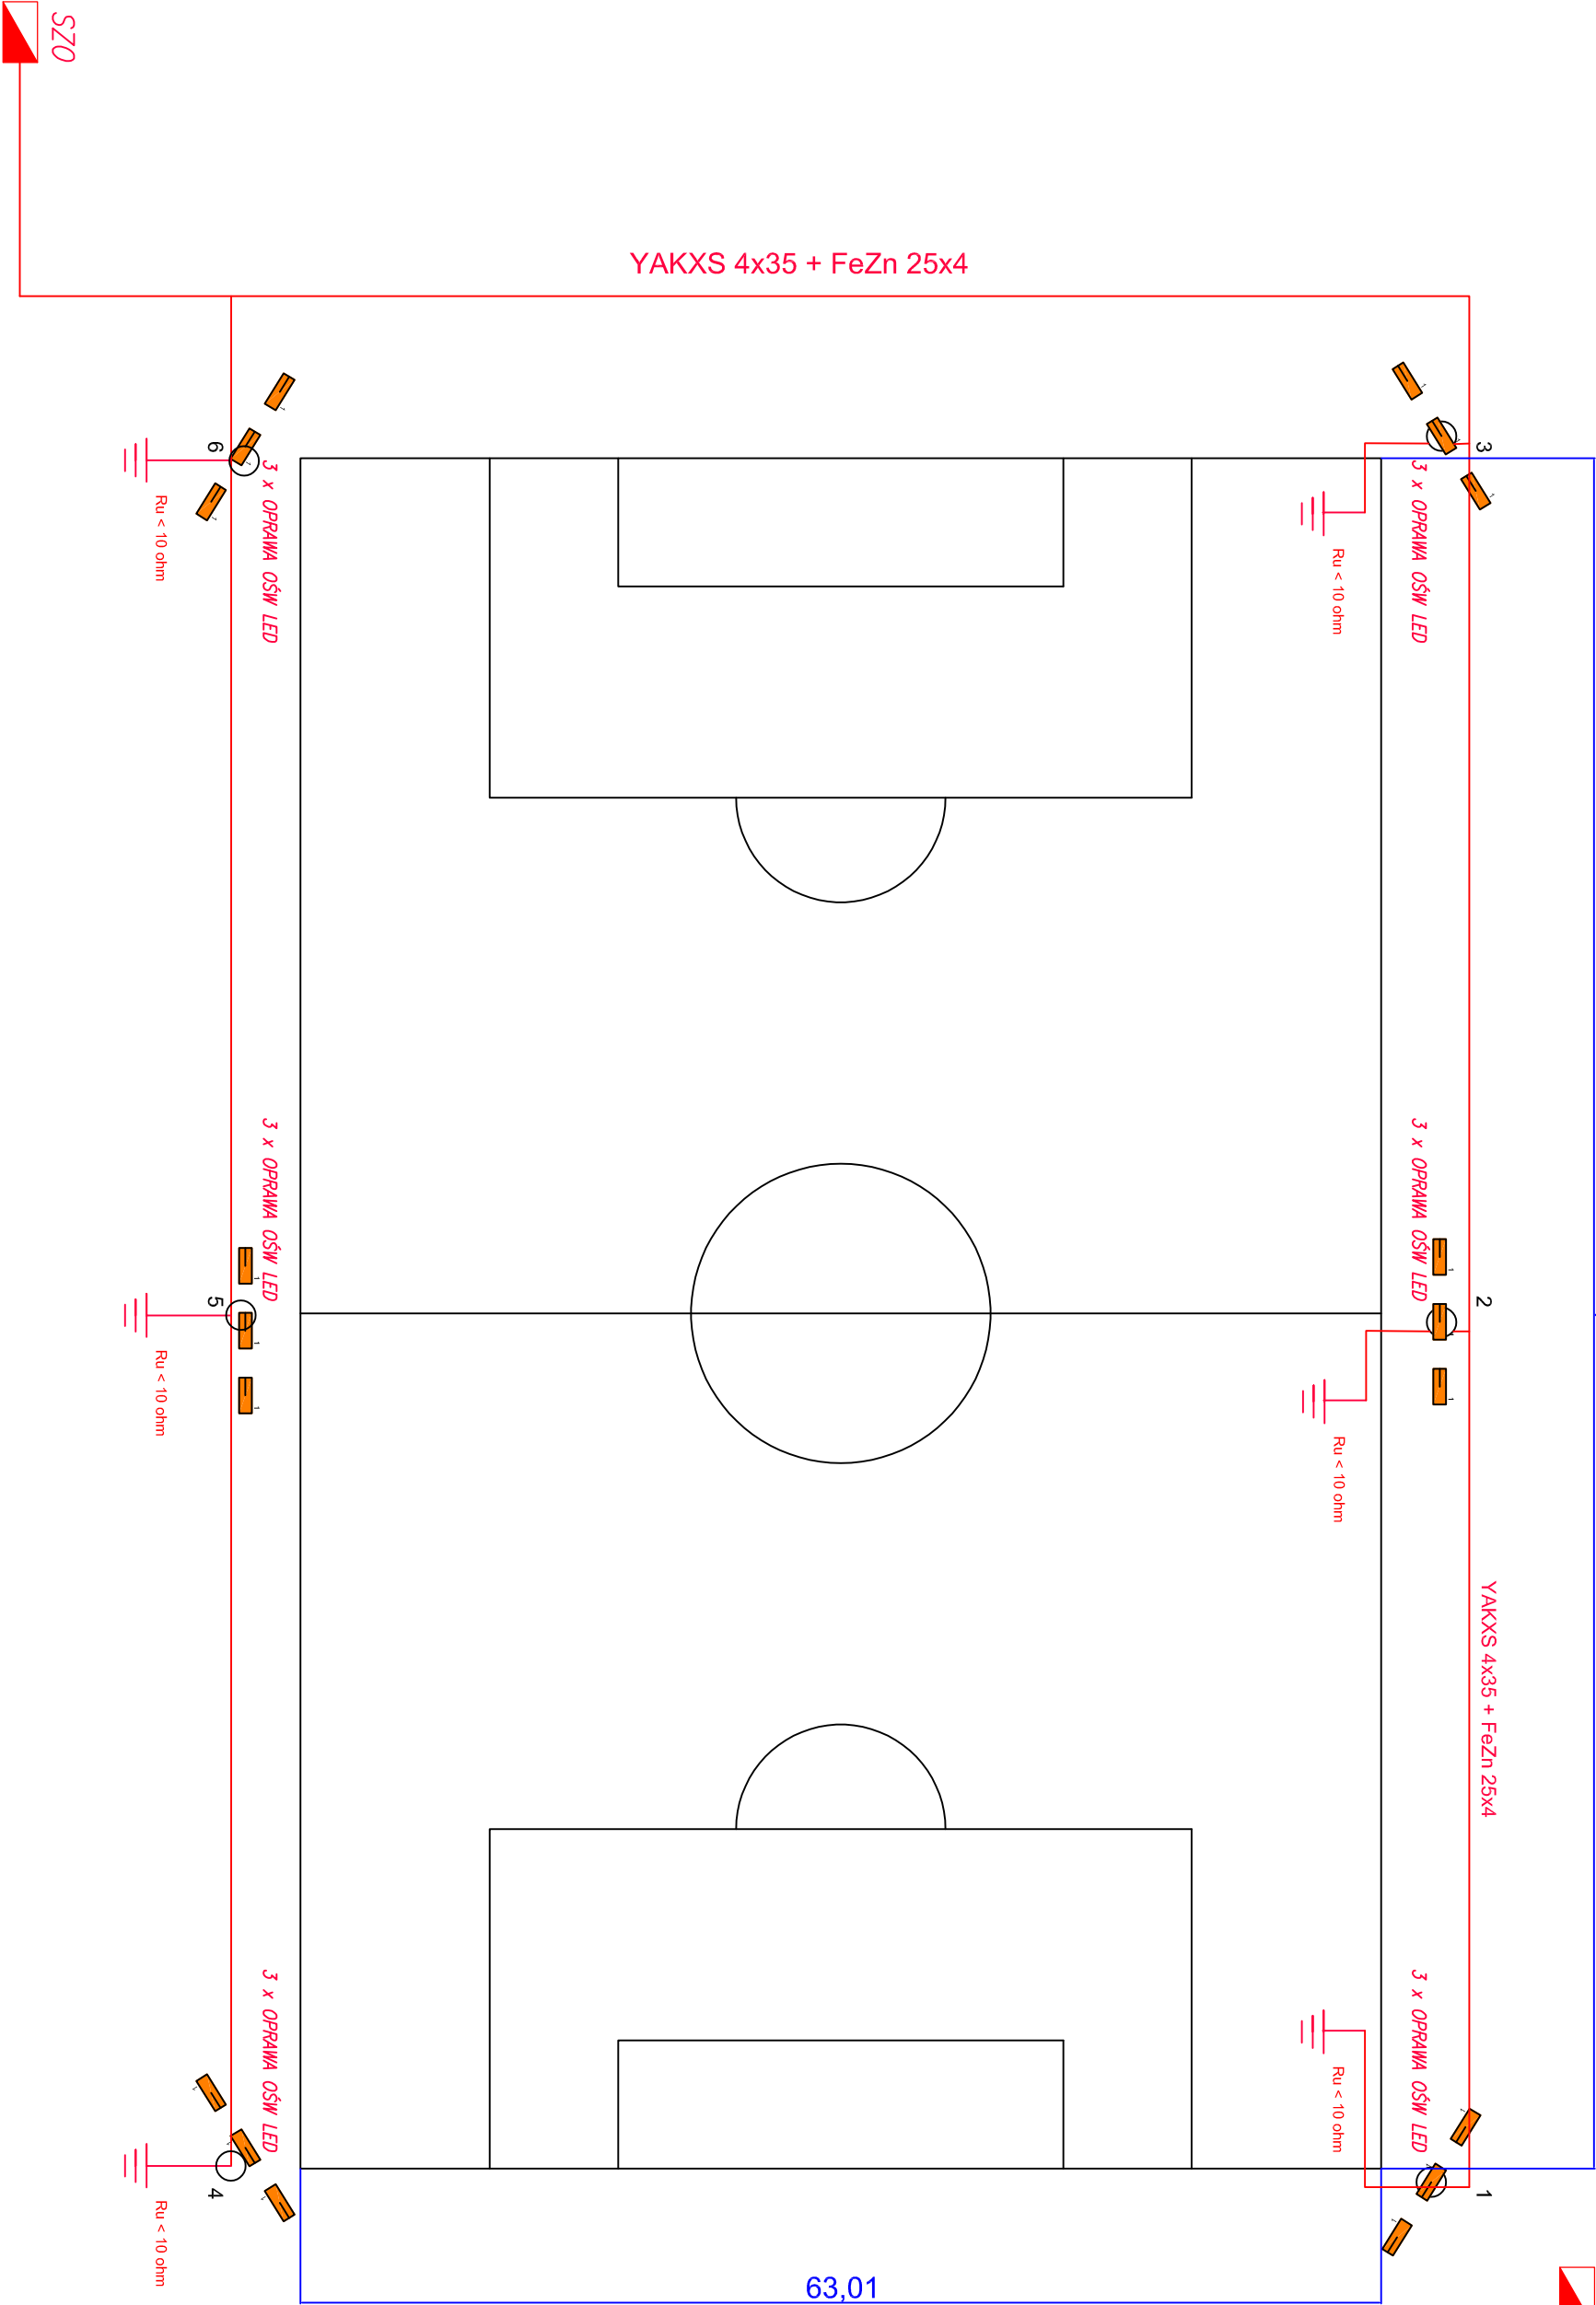 SZO
YAKXS 4x35 + FeZn 25x4
6
3 x OPRAWA OŚW LED
Ru < 10 ohm
3
3 x OPRAWA OŚW LED
Ru < 10 ohm
5
3 x OPRAWA OŚW LED
Ru < 10 ohm
2
3 x OPRAWA OŚW LED
Ru < 10 ohm
YAKXS 4x35 + FeZn 25x4
4
3 x OPRAWA OŚW LED
Ru < 10 ohm
1
3 x OPRAWA OŚW LED
Ru < 10 ohm
63,01